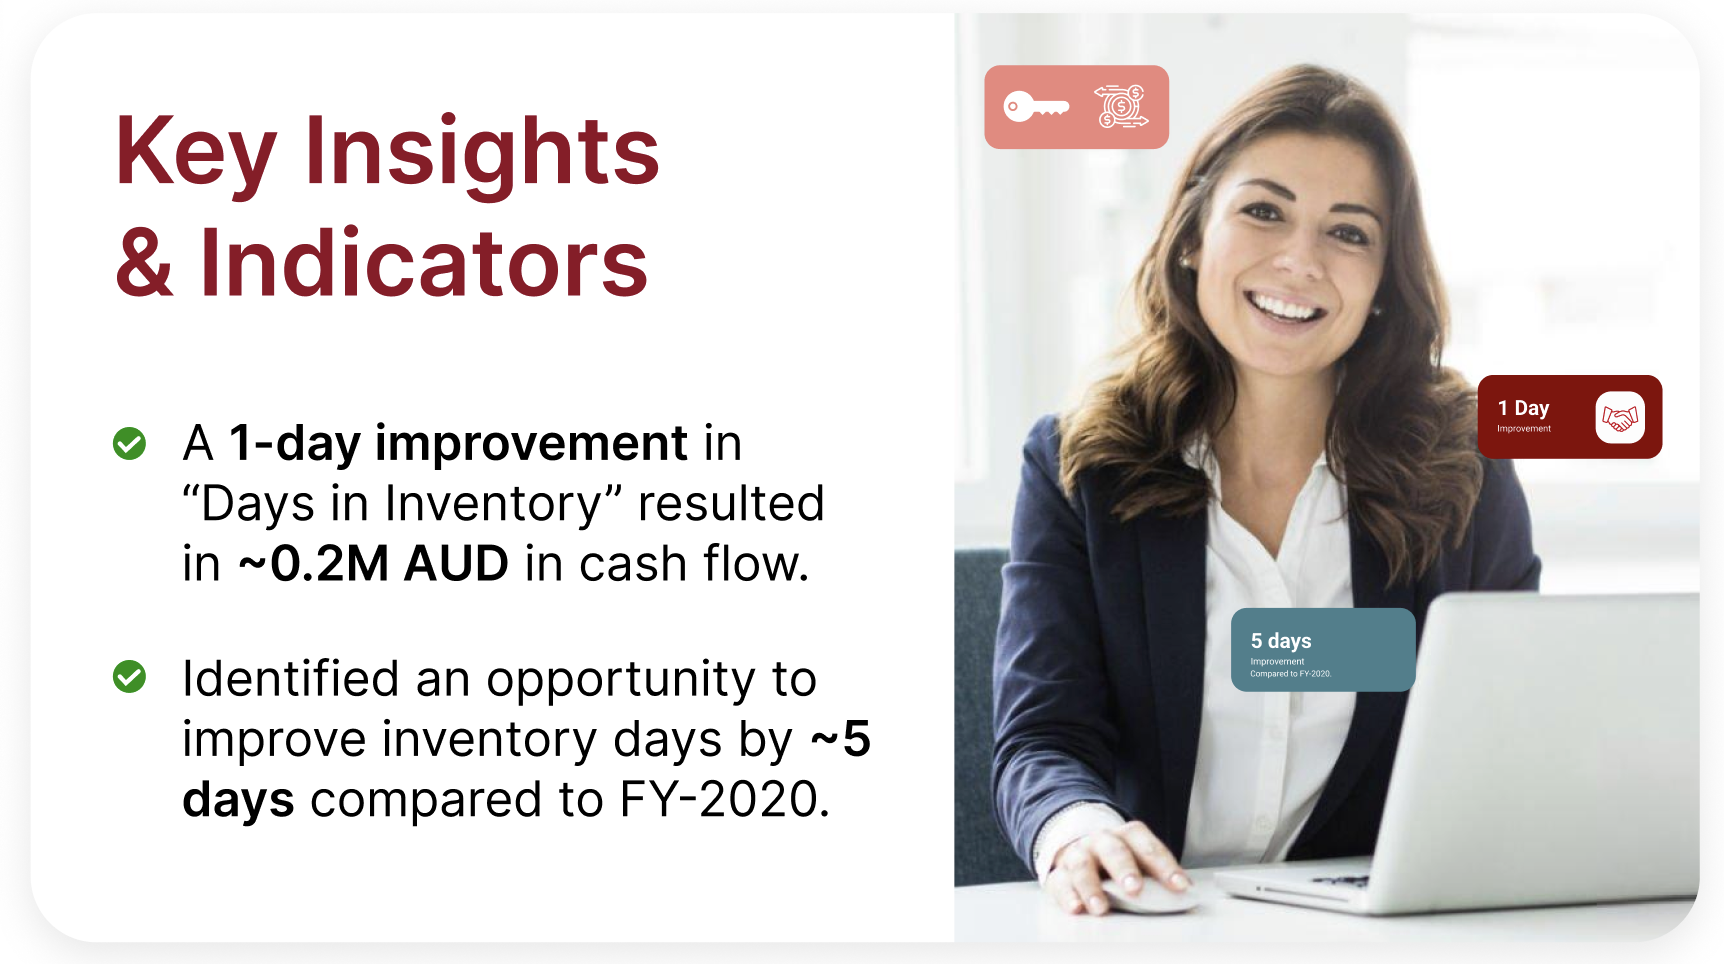 Key Insights
& Indicators
A 1-day improvement in
“Days in Inventory” resulted
in ~0.2M AUD in cash flow.
Identified an opportunity to
improve inventory days by ~5
days compared to FY-2020.
$
$
$
1 Day
Improvement
5 days
Improvement
Compared to FY-2020.